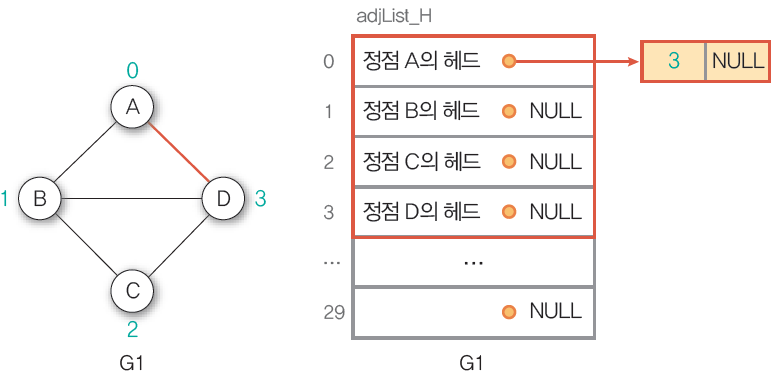 adjList_H
0
A
1
B
D
3
C
2
G1
0
정점 A의 헤드
3
NULL
1
정점 B의 헤드
NULL
2
정점 C의 헤드
NULL
3
정점 D의 헤드
NULL
...
...
29
NULL
G1